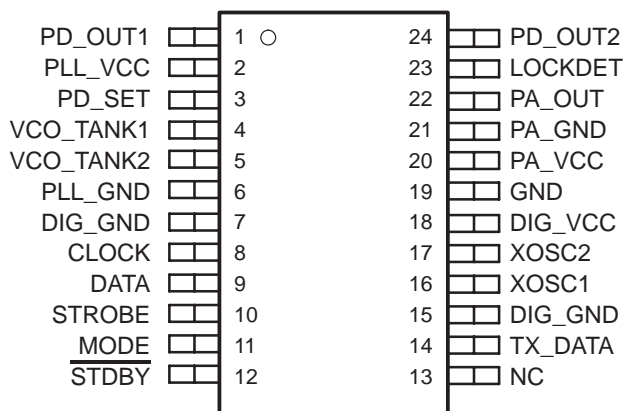 PD_OUT1 1 24 PD_OUT2
PLL_VCC 2 23 LOCKDET
PD_SET 3 22 PA_OUT
VCO_TANK1 4 21 PA_GND
VCO_TANK2 5 20 PA_VCC
PLL_GND 6 19 GND
DIG_GND 7 18 DIG_VCC
CLOCK 8 17 XOSC2
DATA 9 16 XOSC1
STROBE 10 15 DIG_GND
MODE 11 14 TX_DATA
STDBY 12 13 NC